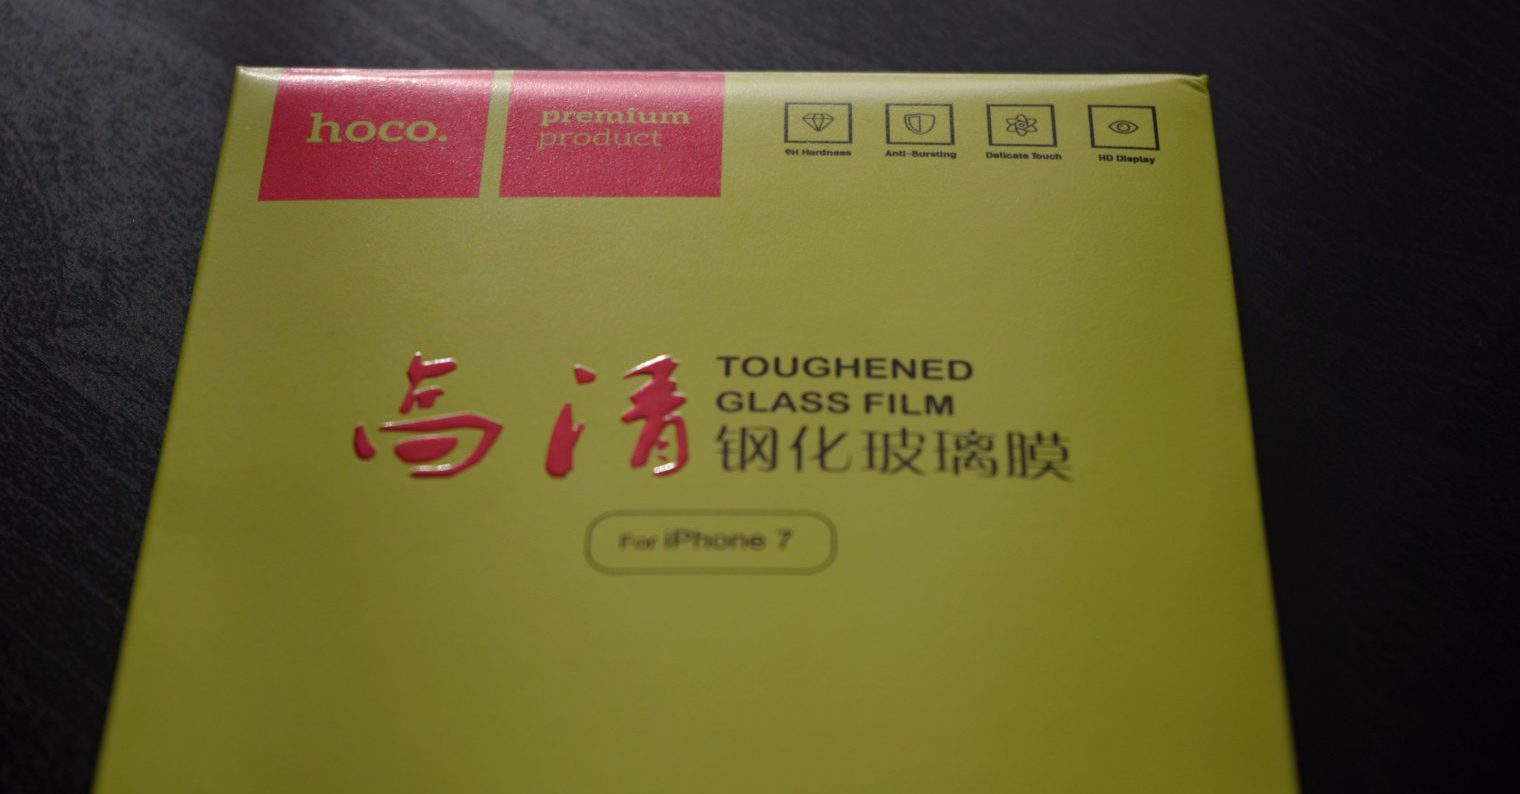 hoco.
premium
product
9H Hardness
Anti-Bursting
Delicate Touch
HD Display
高清
TOUGHENED
GLASS FILM
钢化玻璃膜
For iPhone 7